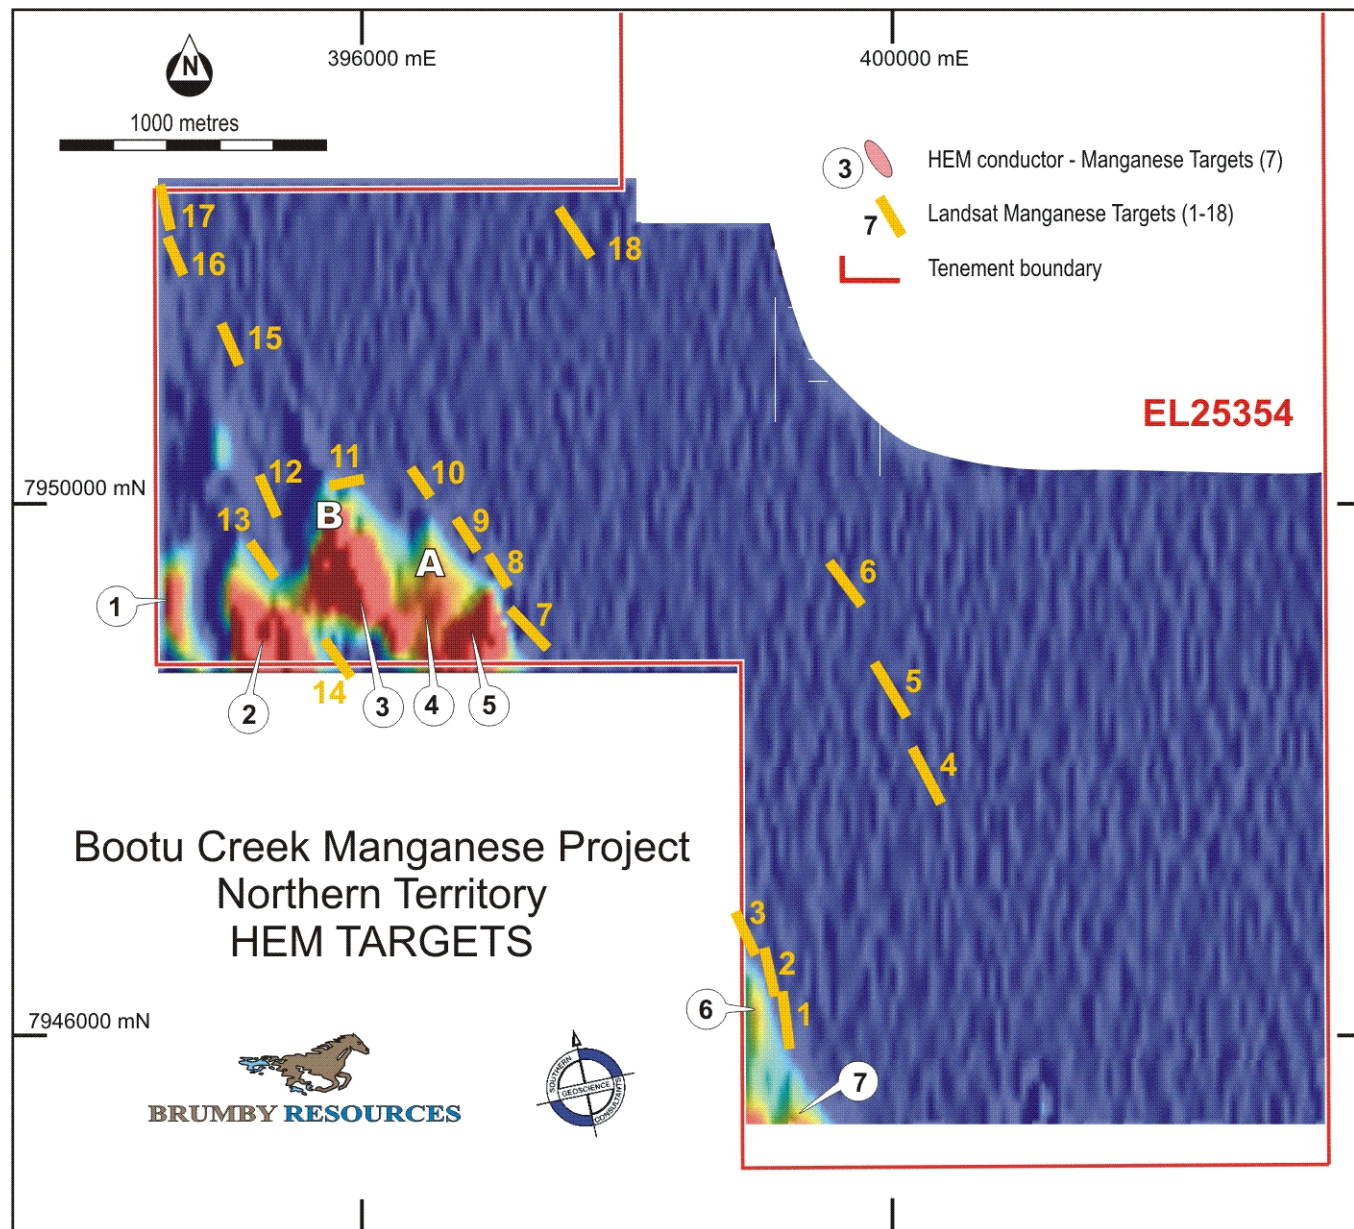 396000 mE
400000 mE
N
1000 metres
3 HEM conductor - Manganese Targets (7)
7 Landsat Manganese Targets (1-18)
Tenement boundary
EL25354
17
16
18
15
7950000 mN
12
11
10
13
B
9
A
8
6
1
7
5
14
2
3
4
5
4
Bootu Creek Manganese Project
Northern Territory
HEM TARGETS
3
2
6
1
7946000 mN
7
BRUMBY RESOURCES
SOUTHERN
GEOSCIENCE
CONSULTANTS